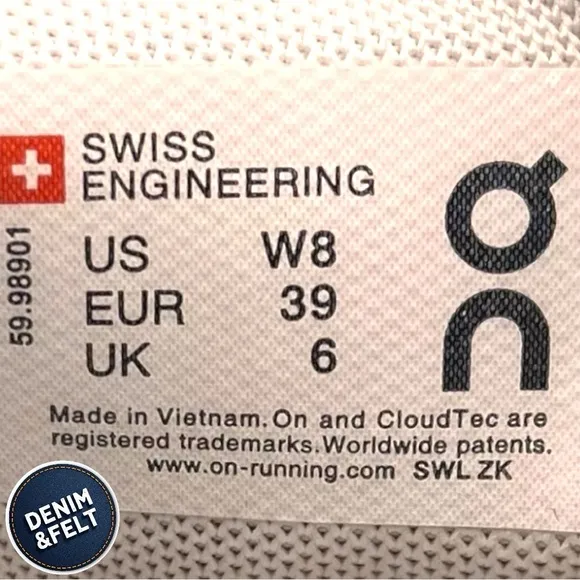 SWISS
ENGINEERING
59.98901
US W8
EUR 39
UK 6
On
Made in Vietnam. On and CloudTec are
registered trademarks. Worldwide patents.
www.on-running.com SWL ZK
DENIM
&FELT